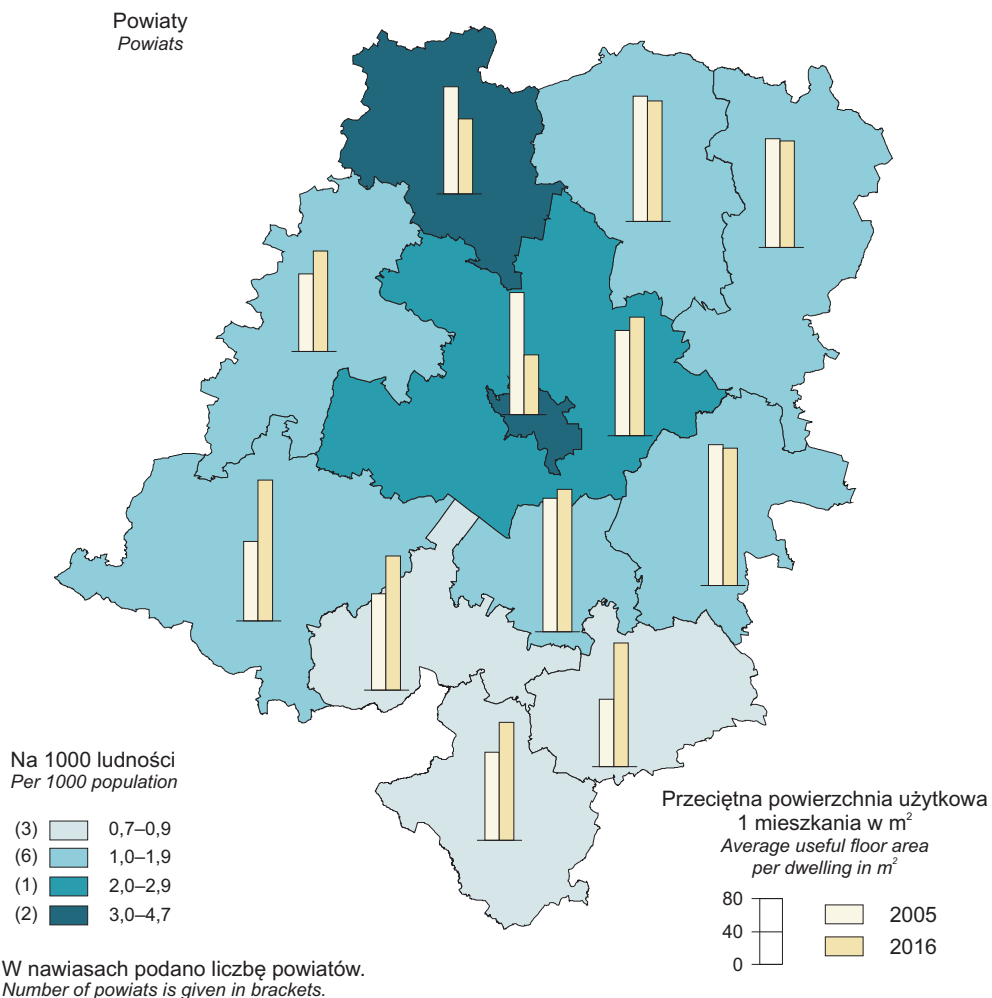 Powiaty
Powiats
Na 1000 ludności
Per 1000 population
(3) 0,7–0,9
(6) 1,0–1,9
(1) 2,0–2,9
(2) 3,0–4,7
Przeciętna powierzchnia użytkowa
1 mieszkania w m²
Average useful floor area
per dwelling in m²
80
40
0
2005
2016
W nawiasach podano liczbę powiatów.
Number of powiats is given in brackets.